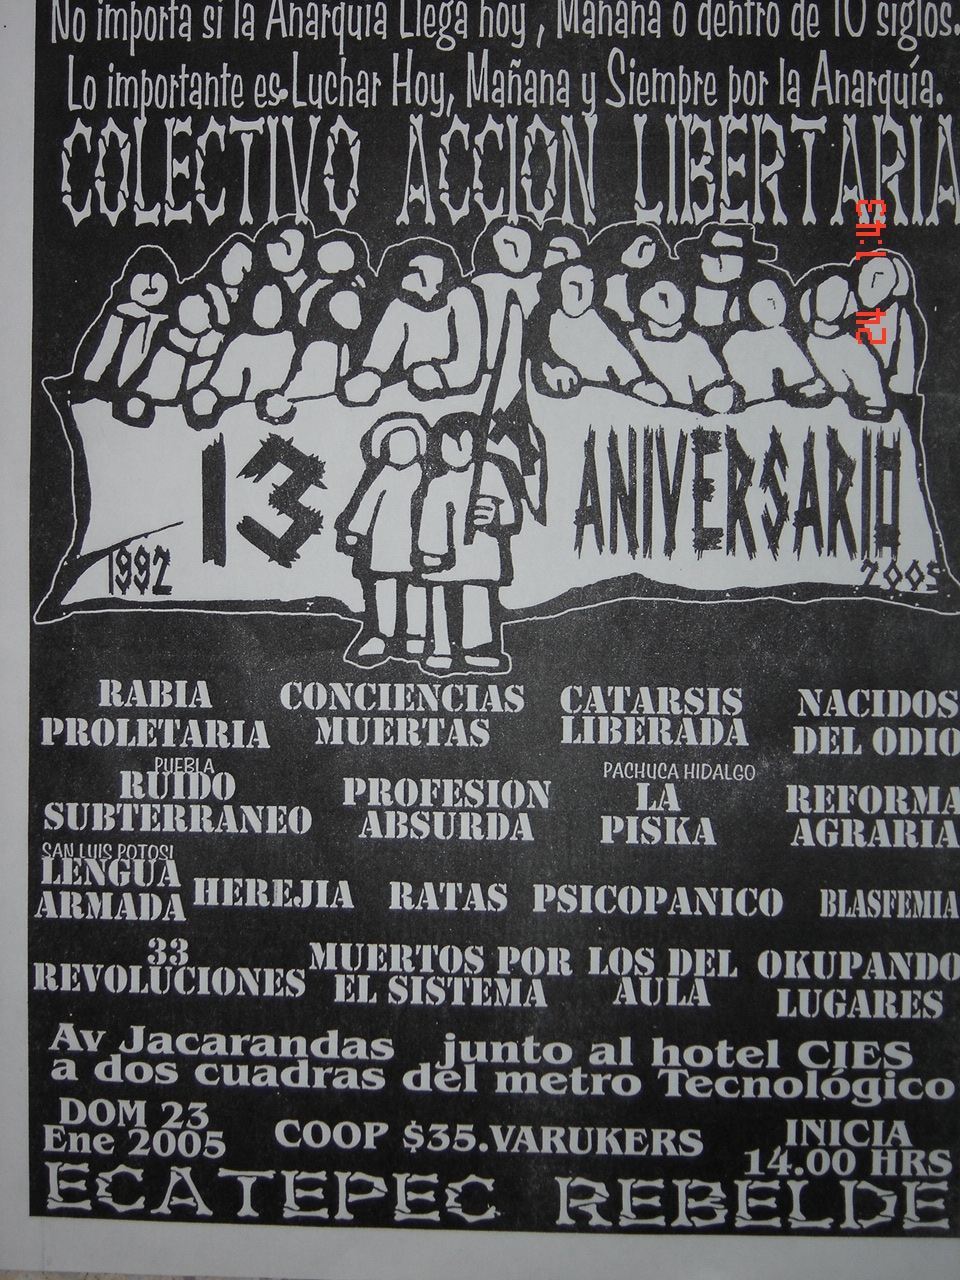 No importa si la Anarquía Llega hoy, Mañana o dentro de 10 siglos.
Lo importante es Luchar Hoy, Mañana y Siempre por la Anarquía.
COLECTIVO ACCION LIBERTARIA
13 ANIVERSARIO
1992 2005
RABIA PROLETARIA
CONCIENCIAS MUERTAS
CATARSIS LIBERADA
NACIDOS DEL ODIO
PUEBLA
RUIDO SUBTERRANEO
PROFESION ABSURDA
PACHUCA HIDALGO
LA PISKA
REFORMA AGRARIA
SAN LUIS POTOSI
LENGUA ARMADA
HEREJIA
RATAS
PSICOPANICO
BLASFEMIA
33 REVOLUCIONES
MUERTOS POR EL SISTEMA
LOS DEL AULA
OKUPANDO LUGARES
Av Jacarandas junto al hotel CIES
a dos cuadras del metro Tecnológico
DOM 23
Ene 2005
COOP $35.VARUKERS
INICIA
14.00 HRS
ECATEPEC REBELDE